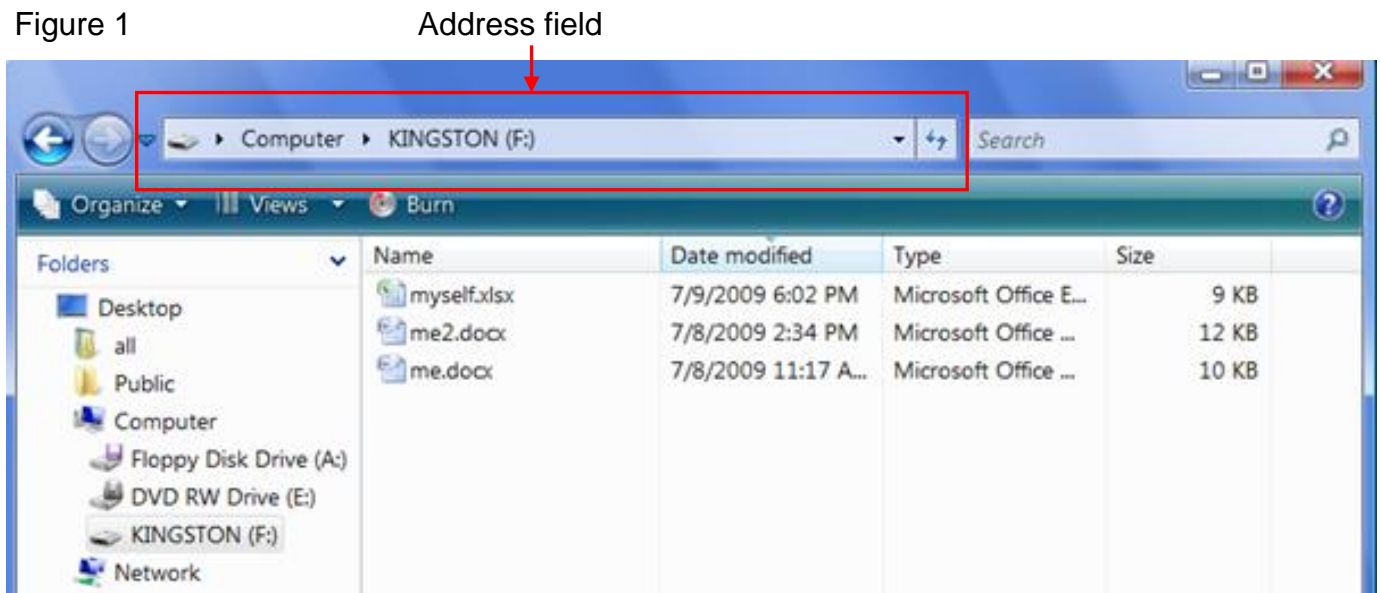 Figure 1 Address field
Computer KINGSTON (F:) Search
Organize Views Burn
Folders Name Date modified Type Size
Desktop myself.xlsx 7/9/2009 6:02 PM Microsoft Office E... 9 KB
all me2.docx 7/8/2009 2:34 PM Microsoft Office ... 12 KB
Public me.docx 7/8/2009 11:17 A... Microsoft Office ... 10 KB
Computer
Floppy Disk Drive (A:)
DVD RW Drive (E:)
KINGSTON (F:)
Network